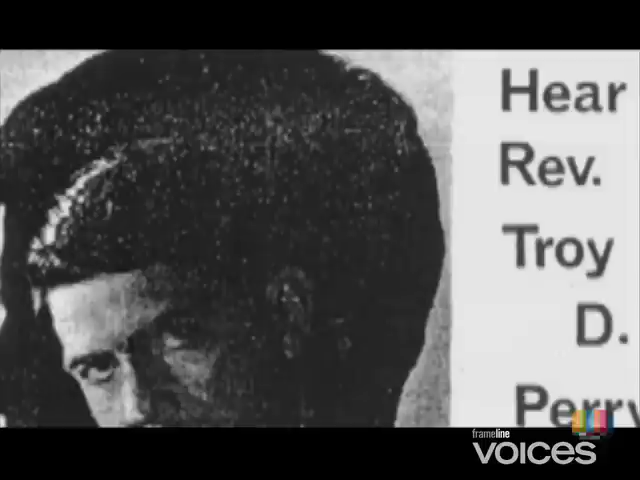 Hear
Rev.
Troy
D.
Perry
frameline
VOICES